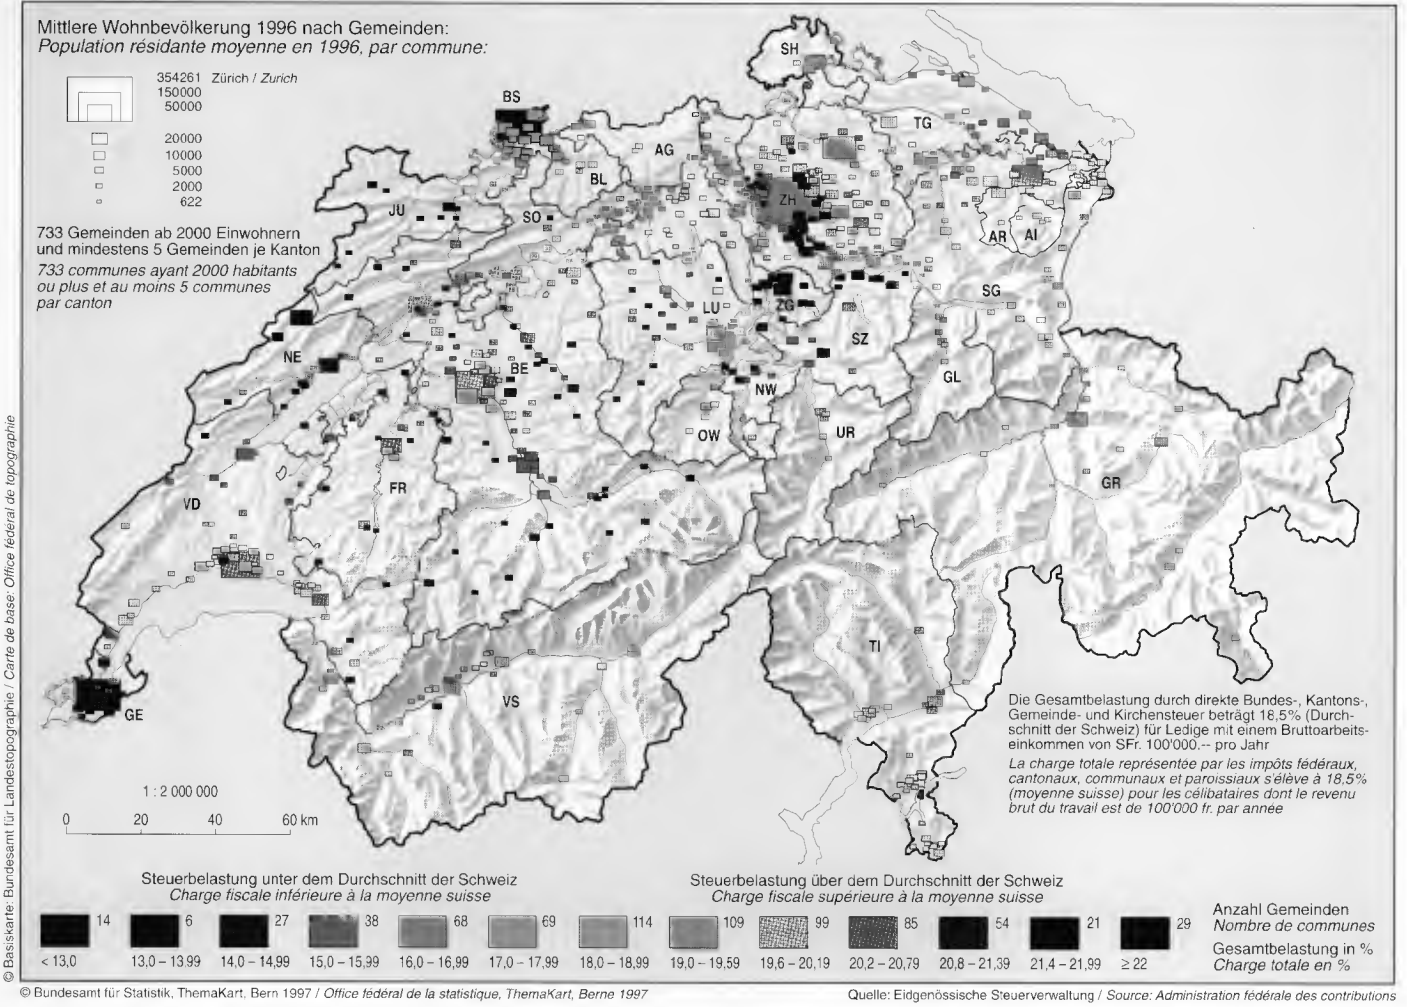 Mittlere Wohnbevölkerung 1996 nach Gemeinden:
Population résidante moyenne en 1996, par commune:
354261 Zürich / Zurich
150000
50000
20000
10000
5000
2000
622
733 Gemeinden ab 2000 Einwohnern
und mindestens 5 Gemeinden je Kanton
733 communes ayant 2000 habitants
ou plus et au moins 5 communes
par canton
SH
BS
TG
AG
BL
ZH
JU
SO
AR
AI
SG
LU
ZG
SZ
NE
BE
GL
NW
OW
UR
GR
FR
VD
TI
VS
GE
Die Gesamtbelastung durch direkte Bundes-, Kantons-,
Gemeinde- und Kirchensteuer beträgt 18,5% (Durch-
schnitt der Schweiz) für Ledige mit einem Bruttoarbeits-
einkommen von SFr. 100'000.-- pro Jahr
La charge totale représentée par les impôts fédéraux,
cantonaux, communaux et paroissiaux s'élève à 18,5%
(moyenne suisse) pour les célibataires dont le revenu
brut du travail est de 100'000 fr. par année
1 : 2 000 000
0 20 40 60 km
Steuerbelastung unter dem Durchschnitt der Schweiz
Charge fiscale inférieure à la moyenne suisse
Steuerbelastung über dem Durchschnitt der Schweiz
Charge fiscale supérieure à la moyenne suisse
14 6 27 38 68 69 114 109 99 85 54 21 29
Anzahl Gemeinden
Nombre de communes
< 13,0 13,0 – 13,99 14,0 – 14,99 15,0 – 15,99 16,0 – 16,99 17,0 – 17,99 18,0 – 18,99 19,0 – 19,59 19,6 – 20,19 20,2 – 20,79 20,8 – 21,39 21,4 – 21,99 ≥ 22
Gesamtbelastung in %
Charge totale en %
© Basiskarte: Bundesamt für Landestopographie / Carte de base: Office fédéral de topographie
© Bundesamt für Statistik, ThemaKart, Bern 1997 / Office fédéral de la statistique, ThemaKart, Berne 1997
Quelle: Eidgenössische Steuerverwaltung / Source: Administration fédérale des contributions